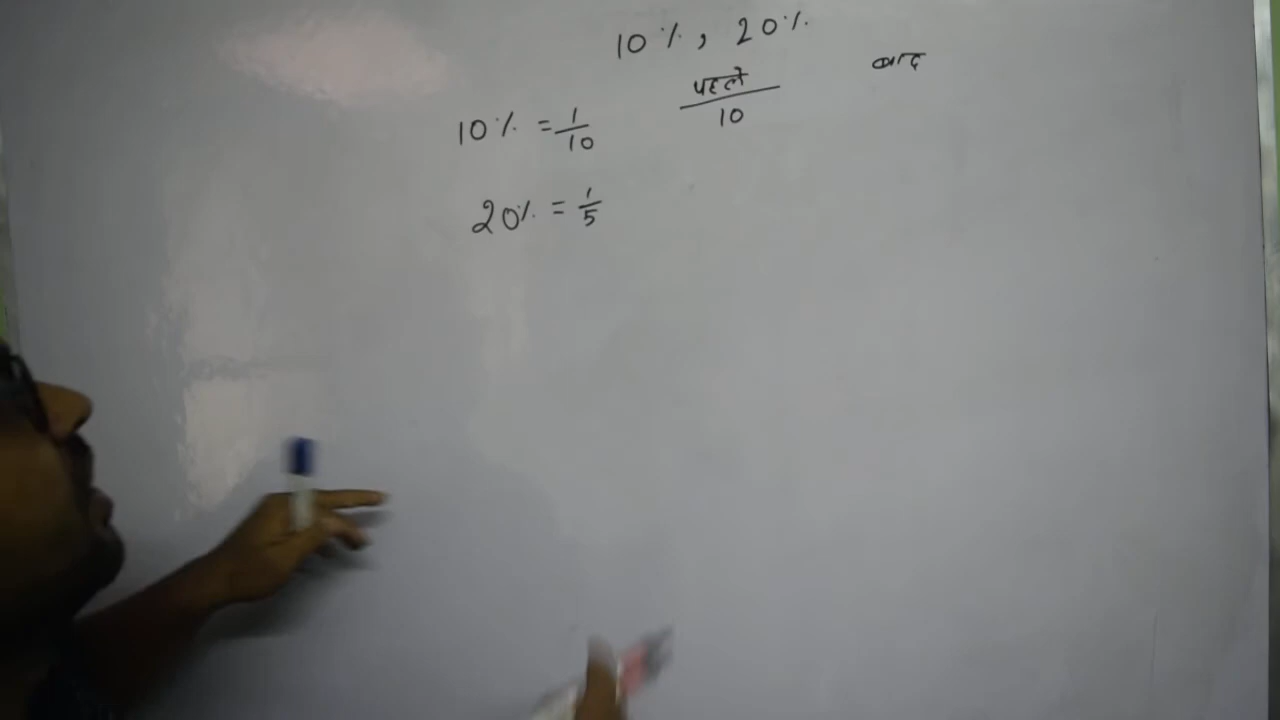 10%, 20%
पहले बाद
10
10% = 1/10
20% = 1/5